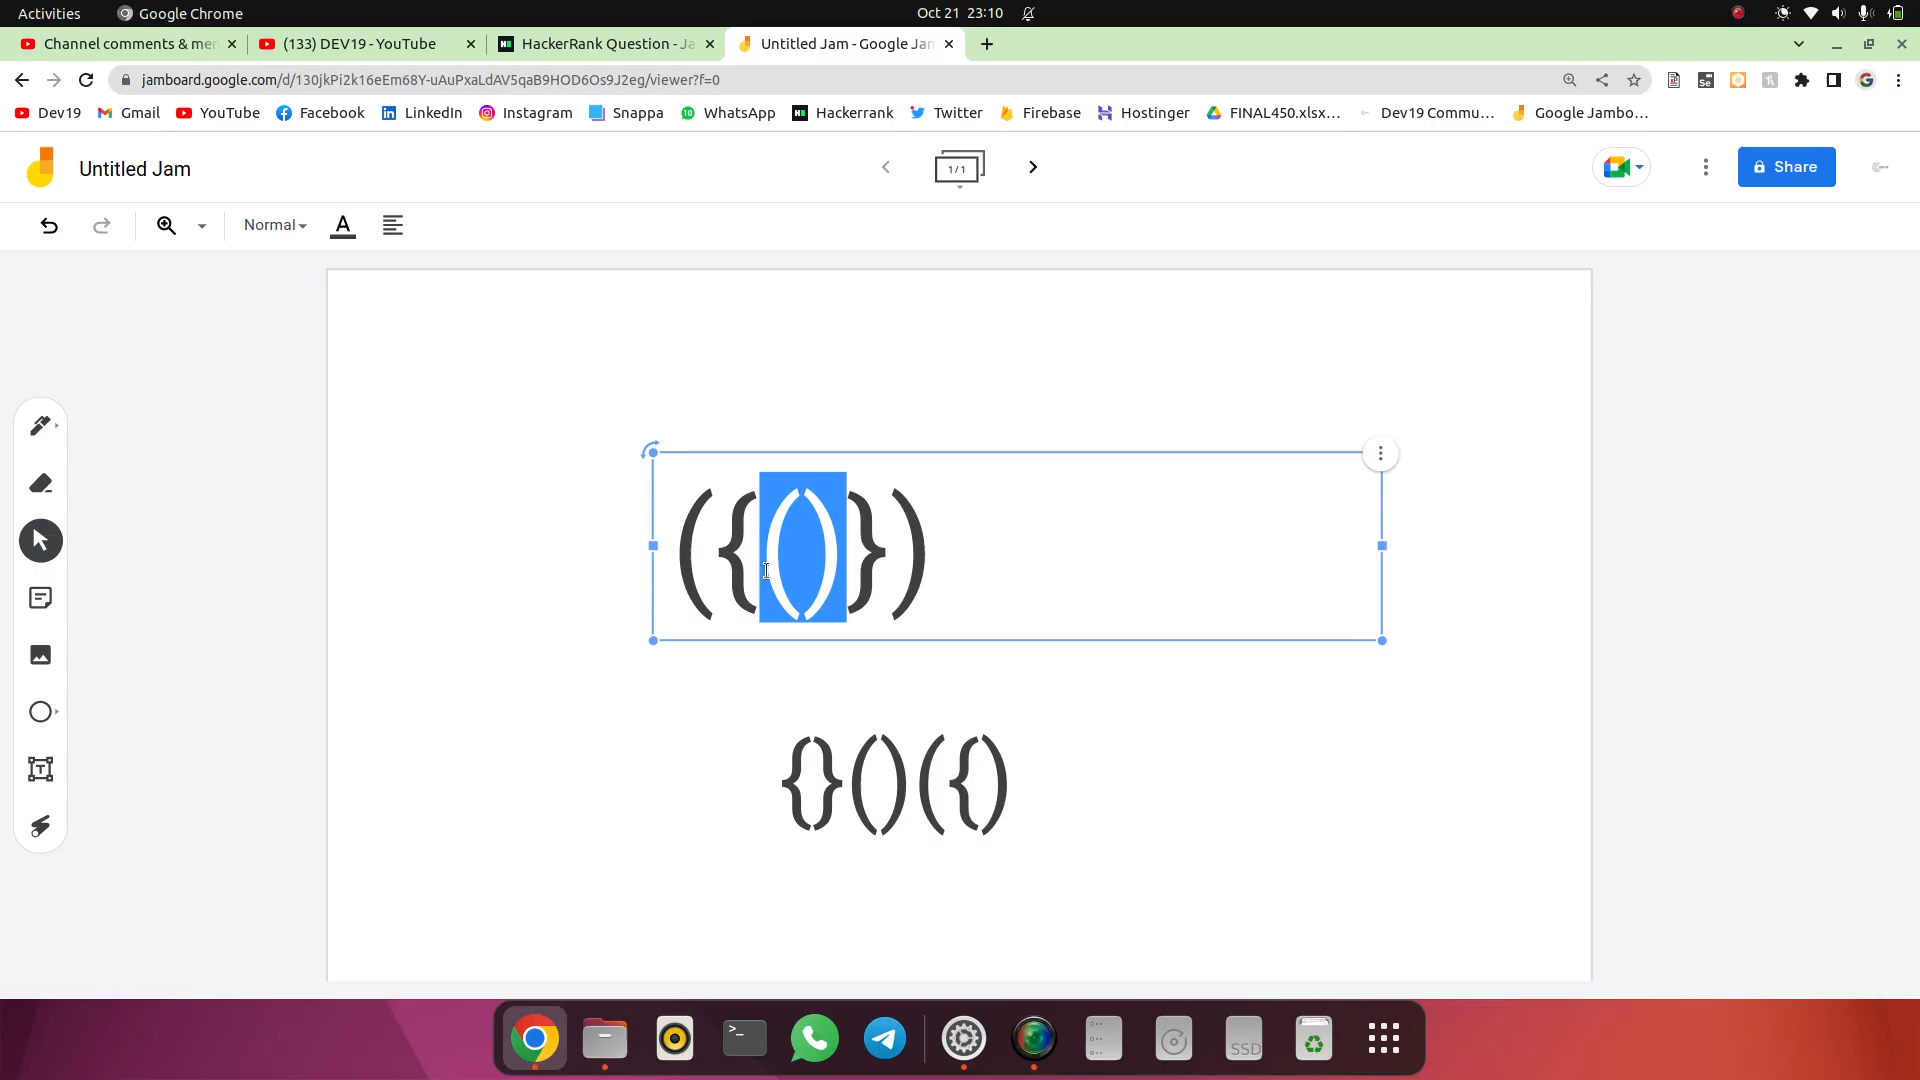 Activities Google Chrome Oct 21 23:10
Channel comments & men (133) DEV19 - YouTube HackerRank Question - Ja Untitled Jam - Google Jam
jamboard.google.com/d/130jkPi2k16eEm68Y-uAuPxaLdAV5qaB9HOD6Os9J2eg/viewer?f=0
Dev19 Gmail YouTube Facebook LinkedIn Instagram Snappa WhatsApp Hackerrank Twitter Firebase Hostinger FINAL450.xlsx... Dev19 Commu... Google Jambo...
Untitled Jam 1/1 Share
Normal
({()})
{}()({)
SSD